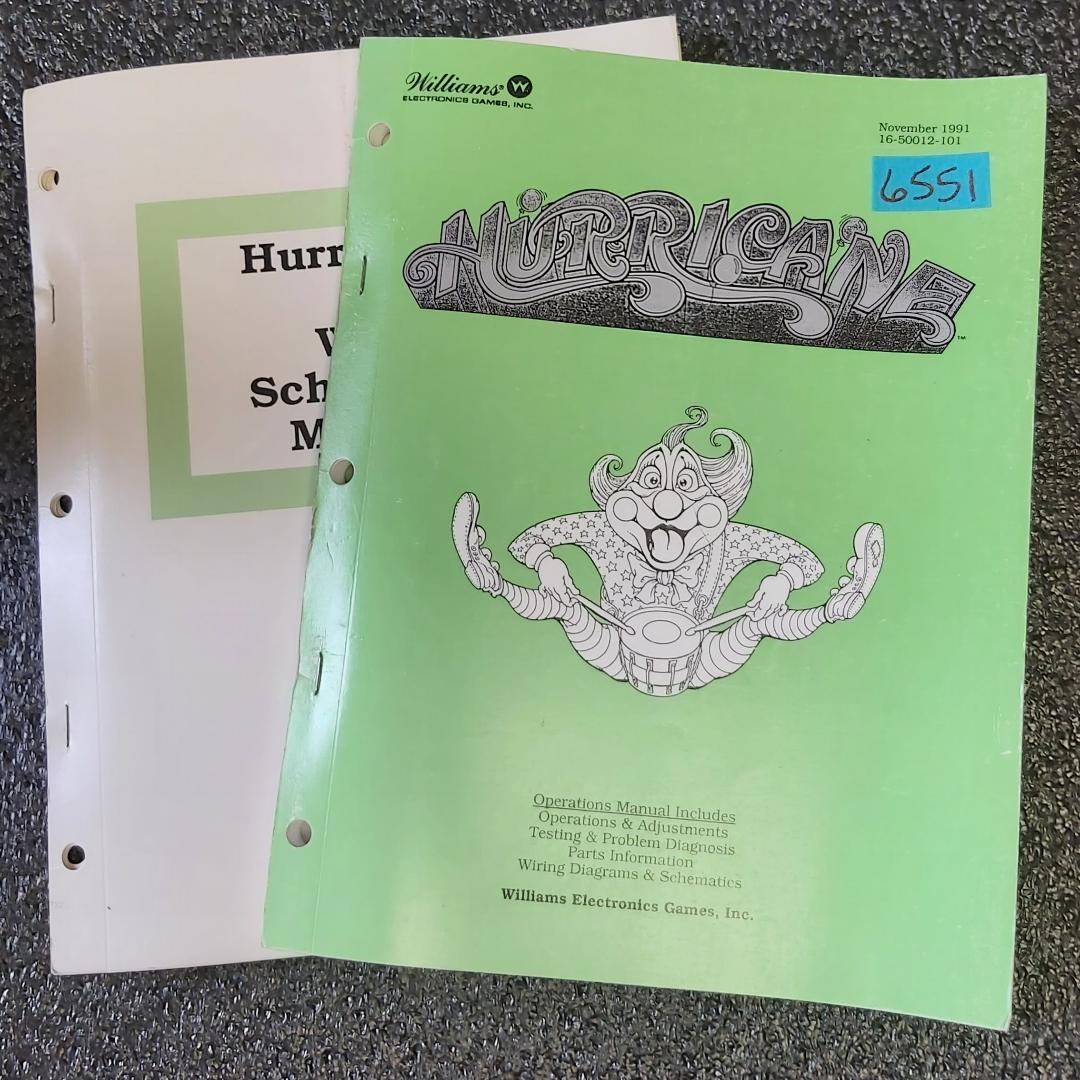 Williams® W
ELECTRONICS GAMES, INC.
November 1991
16-50012-101
6551
HURRICANE ™
Operations Manual Includes
Operations & Adjustments
Testing & Problem Diagnosis
Parts Information
Wiring Diagrams & Schematics
Williams Electronics Games, Inc.
Hurr
W
Sch
M